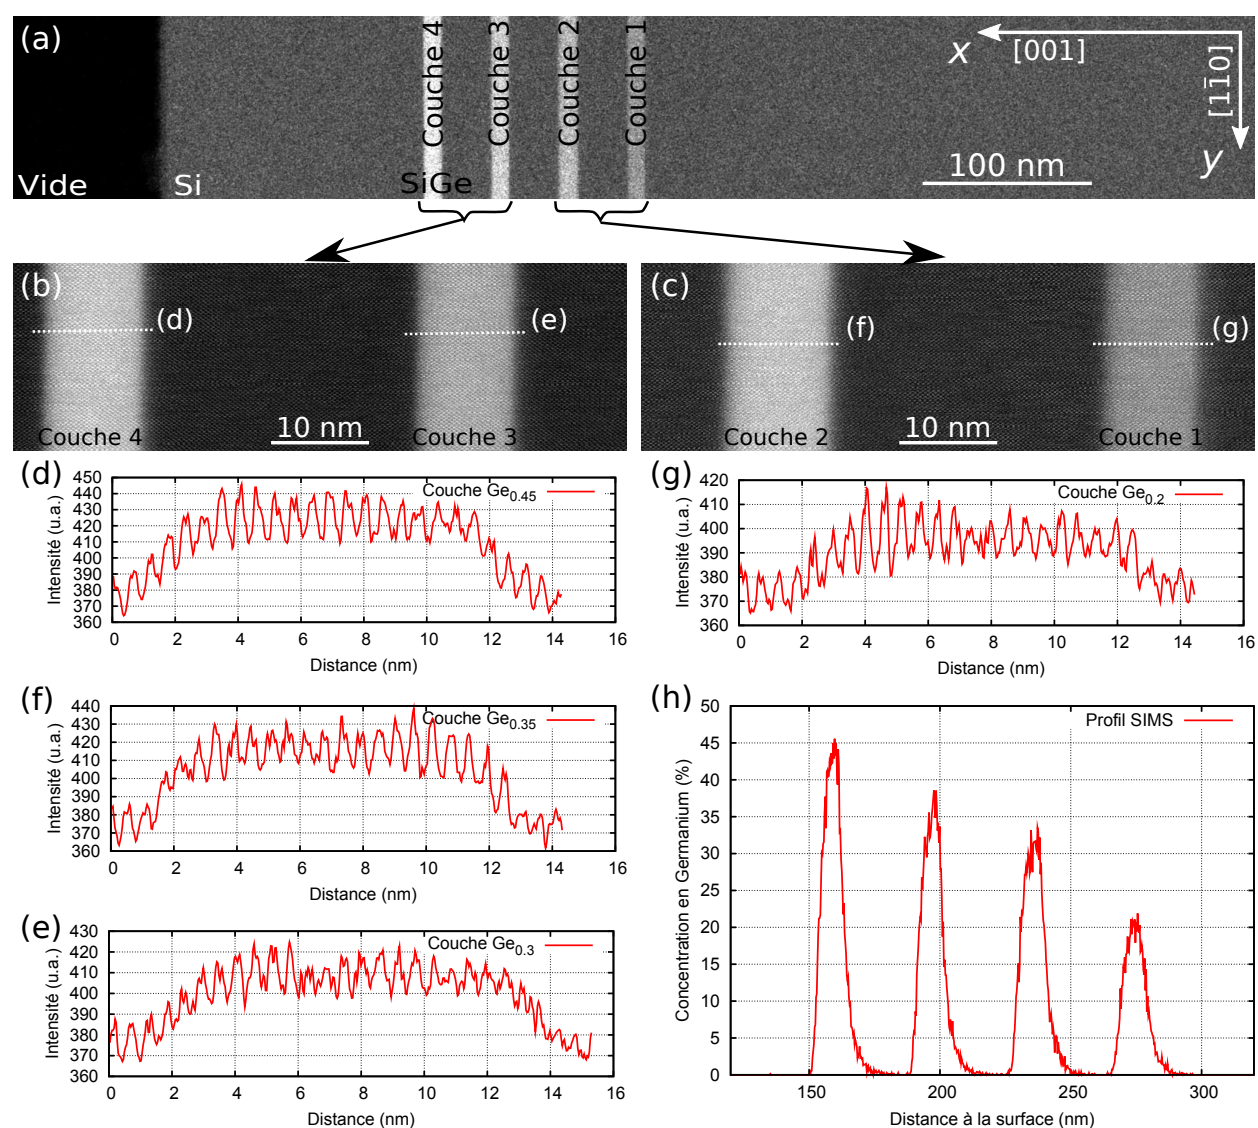 (a)
Couche 4
Couche 3
Couche 2
Couche 1
x
[001]
[11̄0]
y
100 nm
Vide
Si
SiGe
(b)
(d)
(e)
10 nm
Couche 4
Couche 3
(c)
(f)
(g)
10 nm
Couche 2
Couche 1
(d)
Couche Ge0.45
Intensité (u.a.)
450
440
430
420
410
400
390
380
370
360
0 2 4 6 8 10 12 14 16
Distance (nm)
(g)
Couche Ge0.2
Intensité (u.a.)
420
410
400
390
380
370
360
0 2 4 6 8 10 12 14 16
Distance (nm)
(f)
Couche Ge0.35
Intensité (u.a.)
440
430
420
410
400
390
380
370
360
0 2 4 6 8 10 12 14 16
Distance (nm)
(e)
Couche Ge0.3
Intensité (u.a.)
430
420
410
400
390
380
370
360
0 2 4 6 8 10 12 14 16
Distance (nm)
(h)
Profil SIMS
Concentration en Germanium (%)
50
45
40
35
30
25
20
15
10
5
0
150 200 250 300
Distance à la surface (nm)